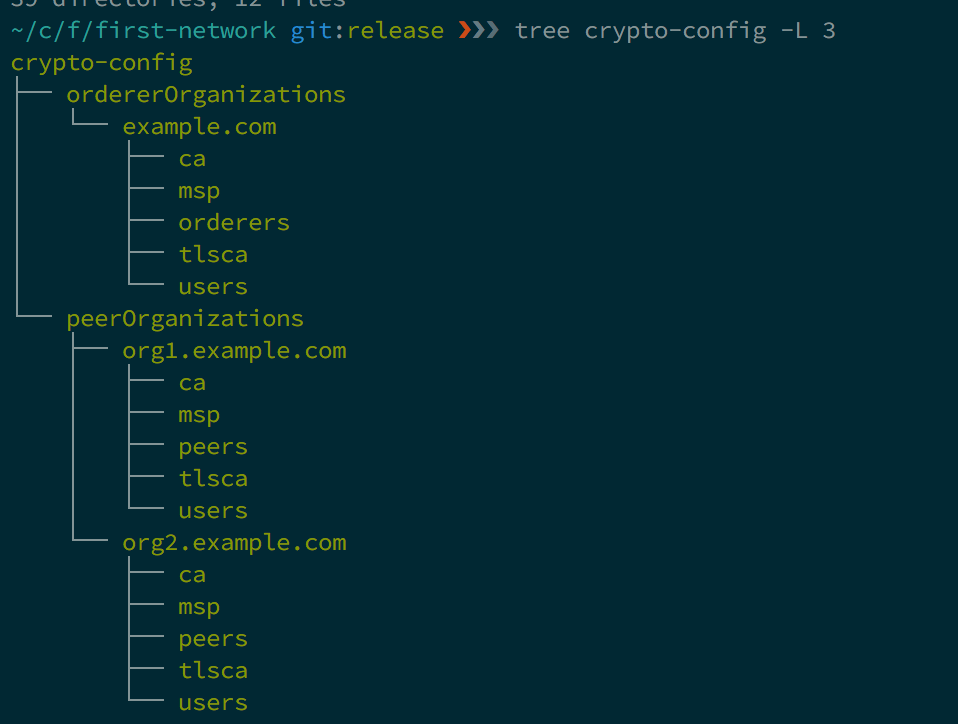 39 directories, 12 files
~/c/f/first-network git:release ❯❯❯ tree crypto-config -L 3
crypto-config
├── ordererOrganizations
│   └── example.com
│       ├── ca
│       ├── msp
│       ├── orderers
│       ├── tlsca
│       └── users
└── peerOrganizations
    ├── org1.example.com
    │   ├── ca
    │   ├── msp
    │   ├── peers
    │   ├── tlsca
    │   └── users
    └── org2.example.com
        ├── ca
        ├── msp
        ├── peers
        ├── tlsca
        └── users